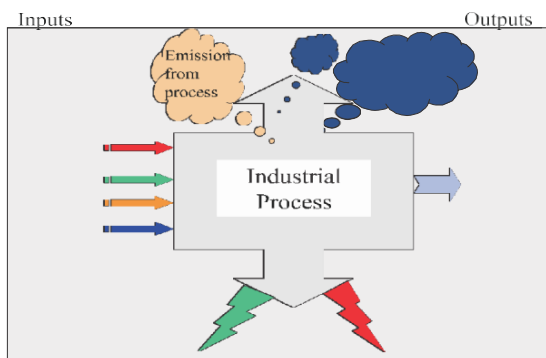 Inputs
Outputs
Emission
from
process
Industrial
Process